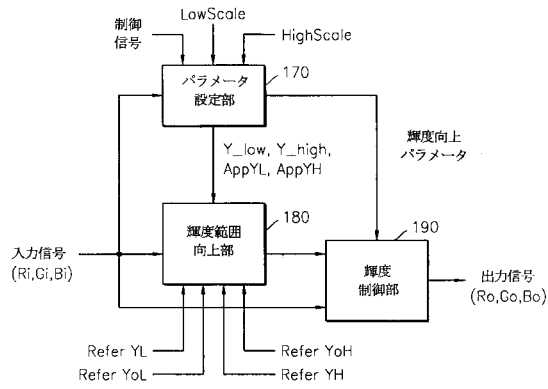 LowScale
制御
信号
HighScale
170
パラメータ
設定部
輝度向上
パラメータ
Y_low, Y_high,
AppYL, AppYH
180
190
輝度範囲
向上部
入力信号
(Ri,Gi,Bi)
輝度
制御部
出力信号
(Ro,Go,Bo)
Refer YL
Refer YoH
Refer YoL
Refer YH